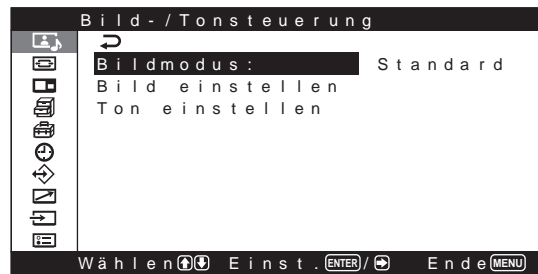 Bild-/Tonsteuerung
Bildmodus: Standard
Bild einstellen
Ton einstellen
Wählen Einst. ENTER / Ende MENU